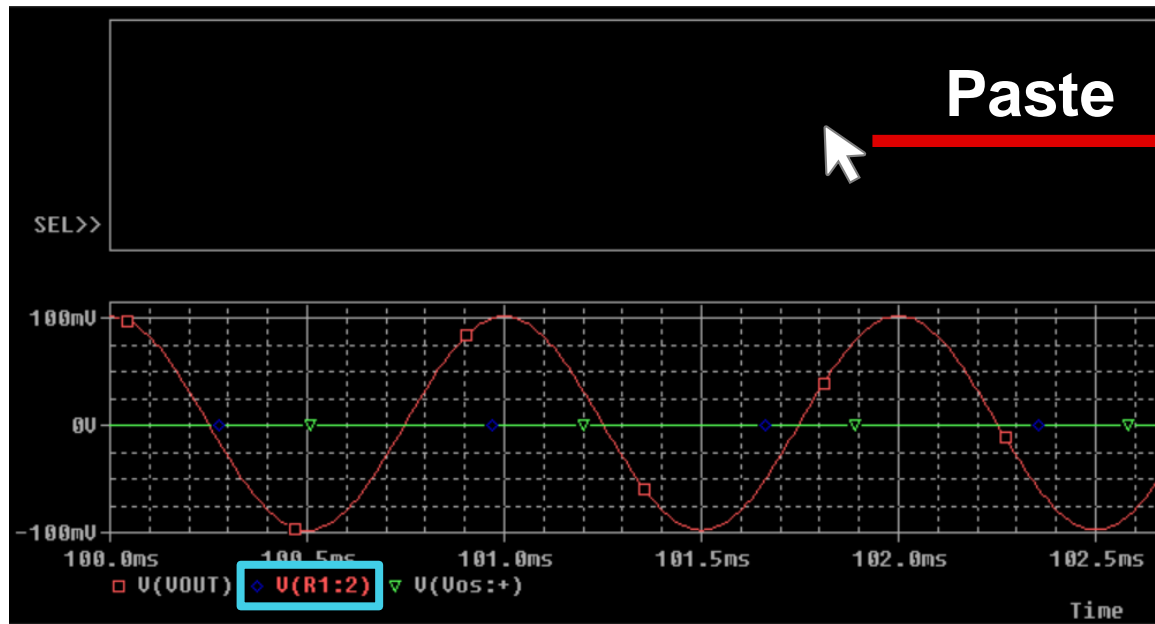 Paste
SEL>>
100mV
0V
-100mV
100.0ms 100.5ms 101.0ms 101.5ms 102.0ms 102.5ms
V(VOUT) V(R1:2) V(Vos:+)
Time